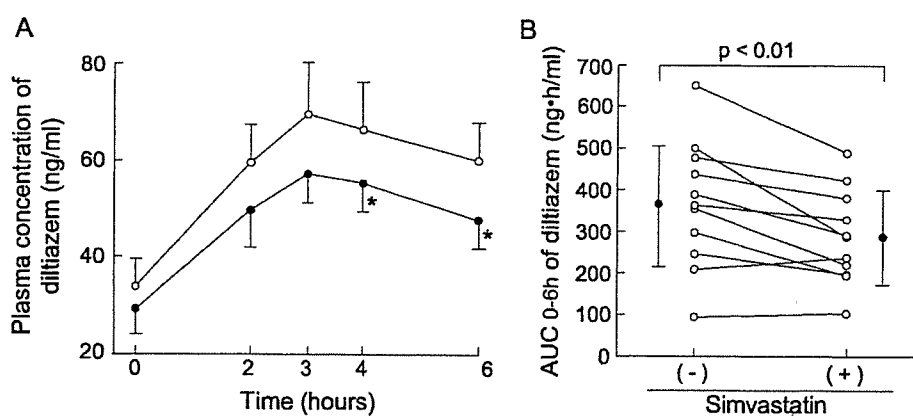 A
Plasma concentration of
diltiazem (ng/ml)
80
60
40
20
0
2
3
4
6
*
*
Time (hours)
B
p < 0.01
AUC 0-6h of diltiazem (ng•h/ml)
700
600
500
400
300
200
100
0
(-)
(+)
Simvastatin